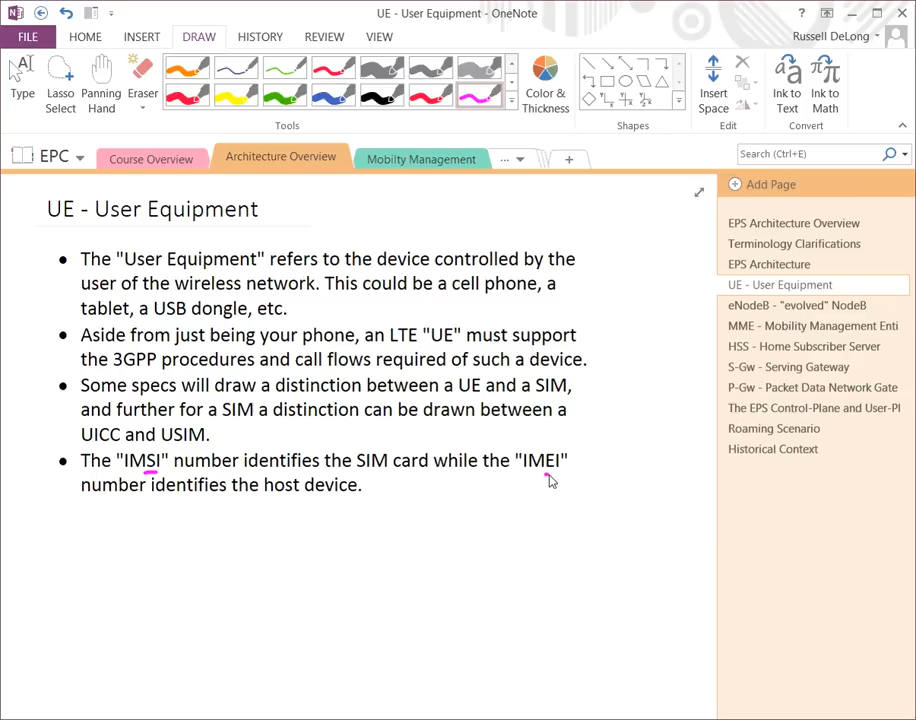 UE - User Equipment - OneNote
?
FILE
HOME
INSERT
DRAW
HISTORY
REVIEW
VIEW
Russell DeLong
Type
Lasso Select
Panning Hand
Eraser
Color & Thickness
Insert Space
Ink to Text
Ink to Math
Tools
Shapes
Edit
Convert
EPC
Course Overview
Architecture Overview
Mobilty Management
...
Search (Ctrl+E)
Add Page
UE - User Equipment
• The "User Equipment" refers to the device controlled by the
user of the wireless network. This could be a cell phone, a
tablet, a USB dongle, etc.
• Aside from just being your phone, an LTE "UE" must support
the 3GPP procedures and call flows required of such a device.
• Some specs will draw a distinction between a UE and a SIM,
and further for a SIM a distinction can be drawn between a
UICC and USIM.
• The "IMSI" number identifies the SIM card while the "IMEI"
number identifies the host device.
EPS Architecture Overview
Terminology Clarifications
EPS Architecture
UE - User Equipment
eNodeB - "evolved" NodeB
MME - Mobility Management Enti
HSS - Home Subscriber Server
S-Gw - Serving Gateway
P-Gw - Packet Data Network Gate
The EPS Control-Plane and User-Pl
Roaming Scenario
Historical Context